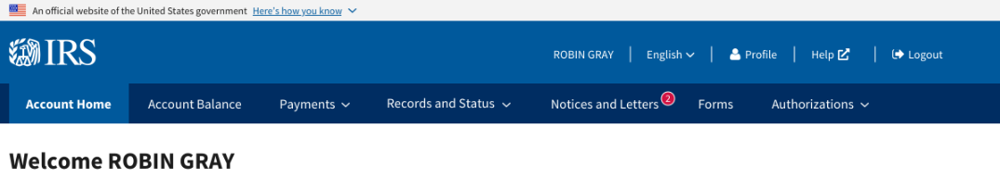 An official website of the United States government Here's how you know
IRS
ROBIN GRAY English Profile Help Logout
Account Home Account Balance Payments Records and Status Notices and Letters 2 Forms Authorizations
Welcome ROBIN GRAY